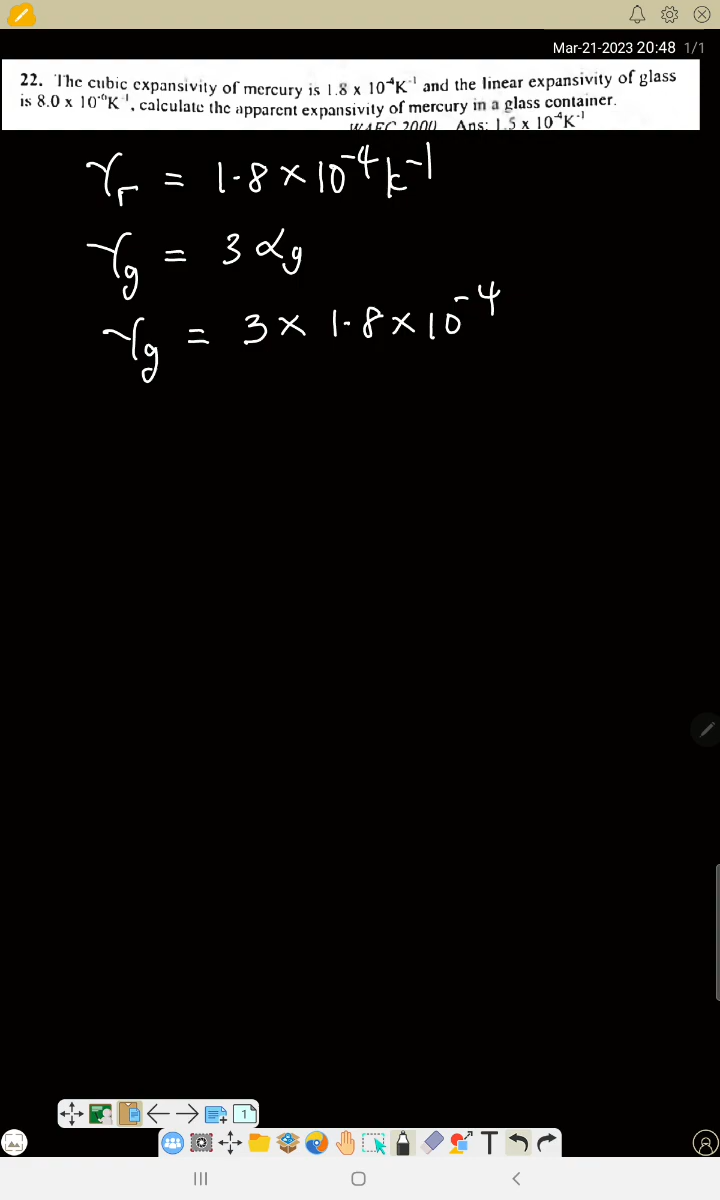 Mar-21-2023 20:48 1/1
22. The cubic expansivity of mercury is 1.8 x 10⁻⁴K⁻¹ and the linear expansivity of glass
is 8.0 x 10⁻⁶K⁻¹, calculate the apparent expansivity of mercury in a glass container.
WAEC 2000 Ans: 1.5 x 10⁻⁴K⁻¹
γr = 1.8 × 10⁻⁴ k⁻¹
γg = 3 αg
γg = 3 × 1.8 × 10⁻⁴
1
T